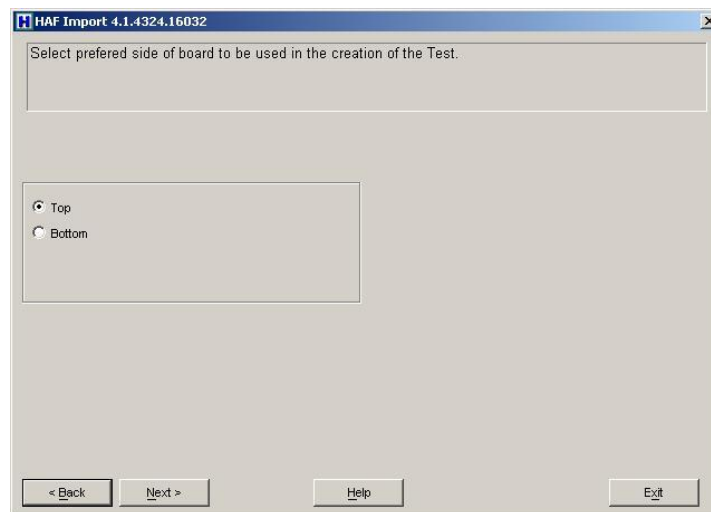 HAF Import 4.1.4324.16032
Select prefered side of board to be used in the creation of the Test.
Top
Bottom
< Back
Next >
Help
Exit